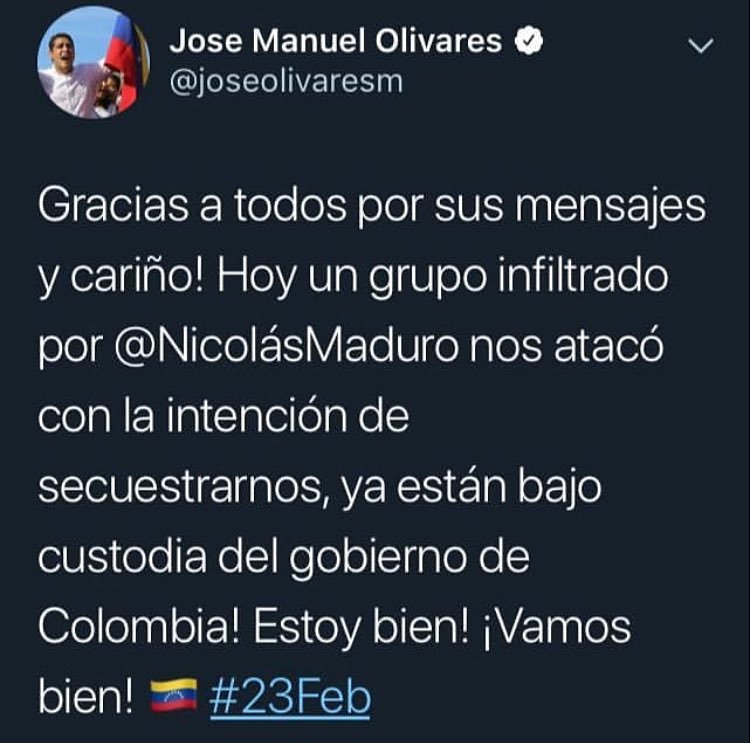 Jose Manuel Olivares
@joseolivaresm
Gracias a todos por sus mensajes
y cariño! Hoy un grupo infiltrado
por @NicolásMaduro nos atacó
con la intención de
secuestrarnos, ya están bajo
custodia del gobierno de
Colombia! Estoy bien! ¡Vamos
bien! 🇻🇪 #23Feb